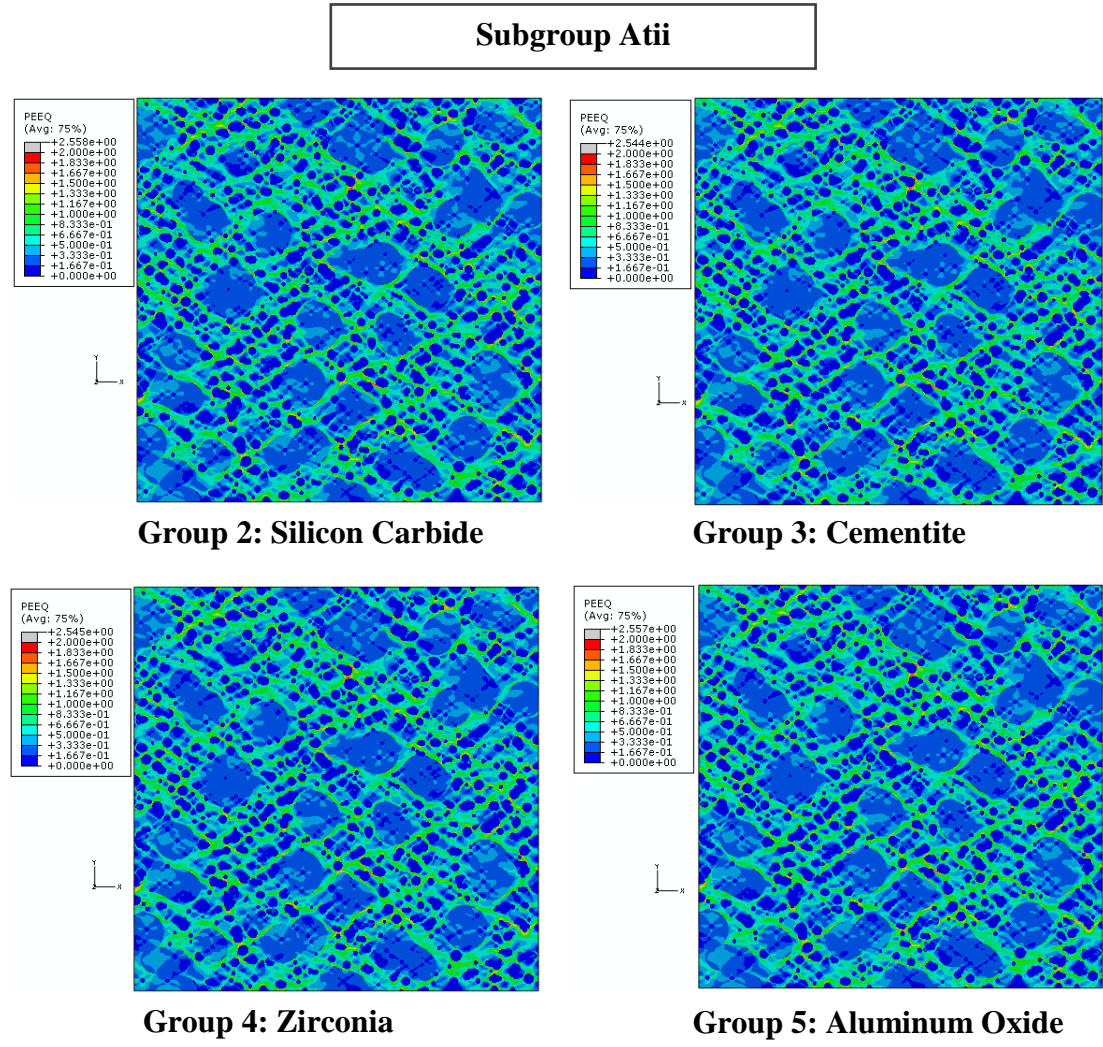 Subgroup Atii
PEEQ
(Avg: 75%)
+2.558e+00
+2.000e+00
+1.833e+00
+1.667e+00
+1.500e+00
+1.333e+00
+1.167e+00
+1.000e+00
+8.333e-01
+6.667e-01
+5.000e-01
+3.333e-01
+1.667e-01
+0.000e+00
Y
Z X
Group 2: Silicon Carbide
PEEQ
(Avg: 75%)
+2.544e+00
+2.000e+00
+1.833e+00
+1.667e+00
+1.500e+00
+1.333e+00
+1.167e+00
+1.000e+00
+8.333e-01
+6.667e-01
+5.000e-01
+3.333e-01
+1.667e-01
+0.000e+00
Y
Z X
Group 3: Cementite
PEEQ
(Avg: 75%)
+2.545e+00
+2.000e+00
+1.833e+00
+1.667e+00
+1.500e+00
+1.333e+00
+1.167e+00
+1.000e+00
+8.333e-01
+6.667e-01
+5.000e-01
+3.333e-01
+1.667e-01
+0.000e+00
Y
Z X
Group 4: Zirconia
PEEQ
(Avg: 75%)
+2.557e+00
+2.000e+00
+1.833e+00
+1.667e+00
+1.500e+00
+1.333e+00
+1.167e+00
+1.000e+00
+8.333e-01
+6.667e-01
+5.000e-01
+3.333e-01
+1.667e-01
+0.000e+00
Y
Z X
Group 5: Aluminum Oxide